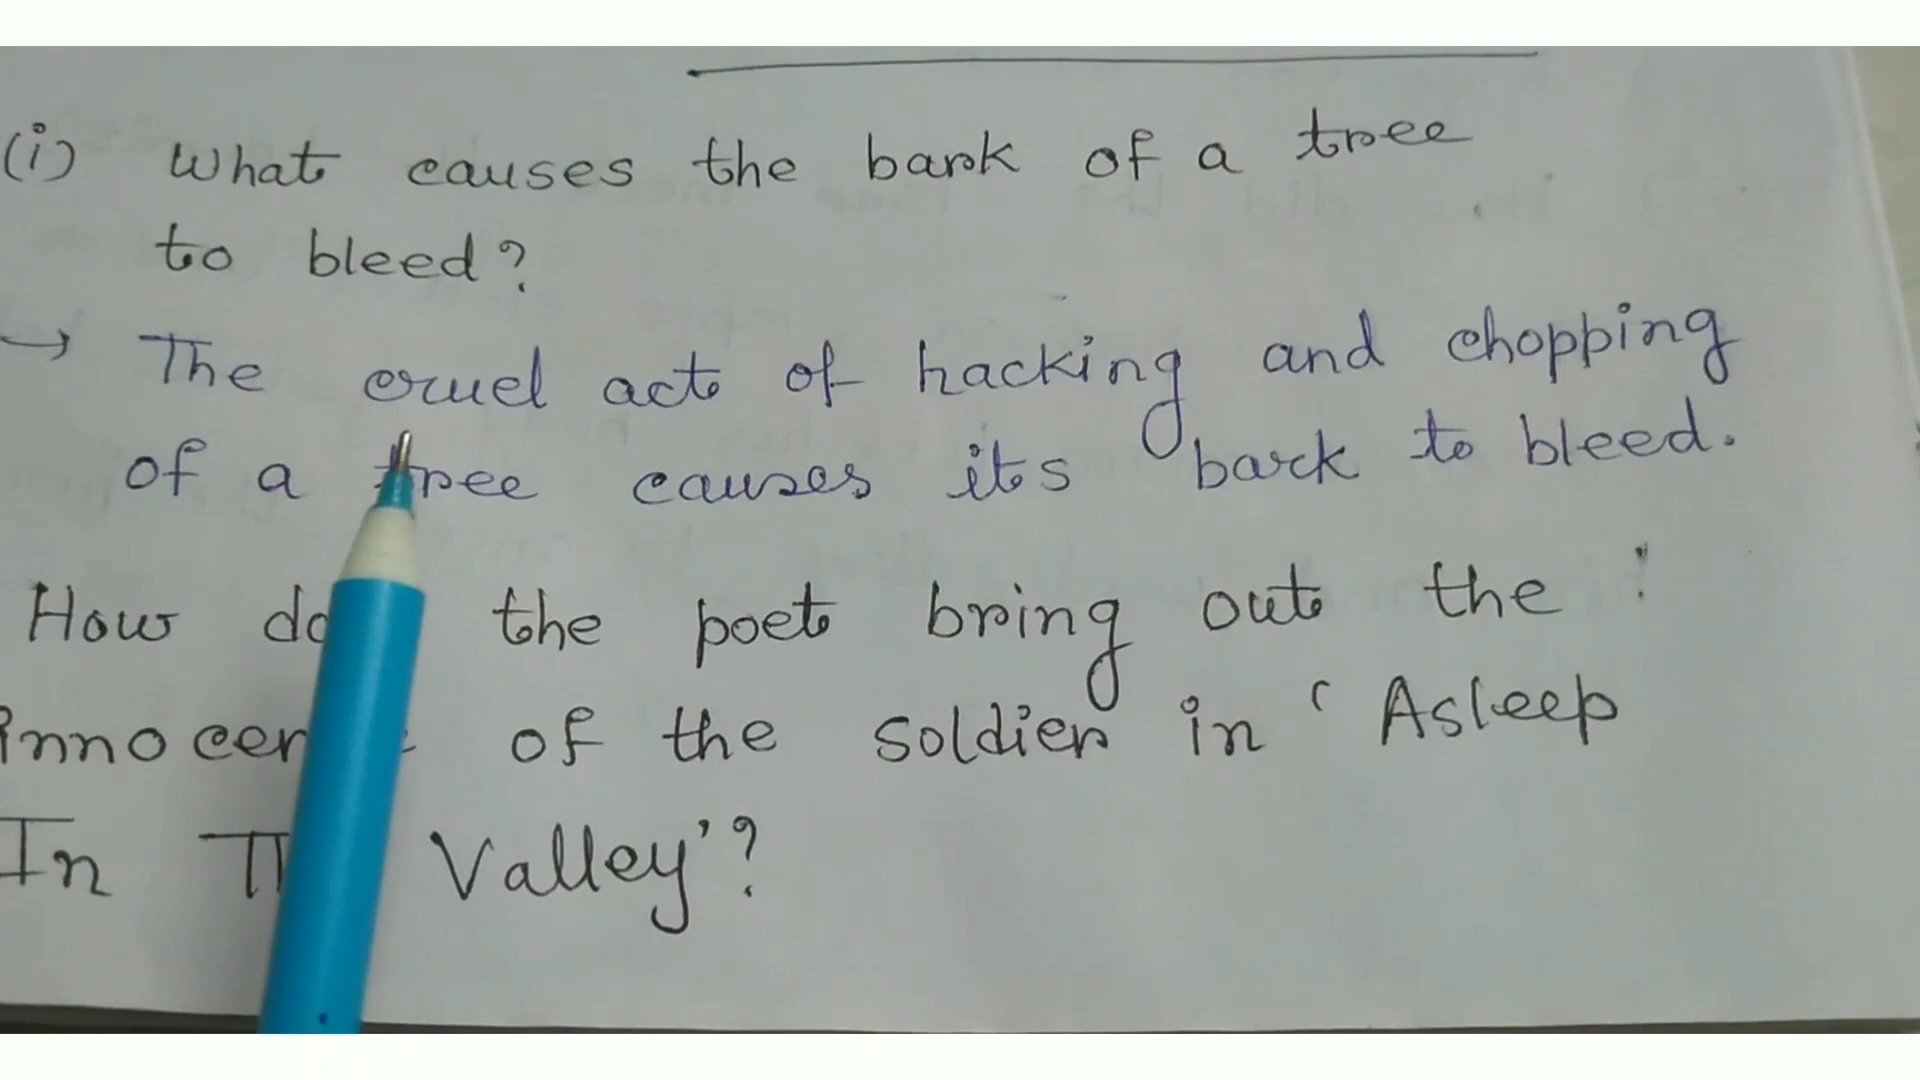 (i) What causes the bark of a tree
to bleed?
→ The cruel act of hacking and chopping
of a tree causes its bark to bleed.
How the poet bring out the
of the soldier in 'Asleep
In Valley'?